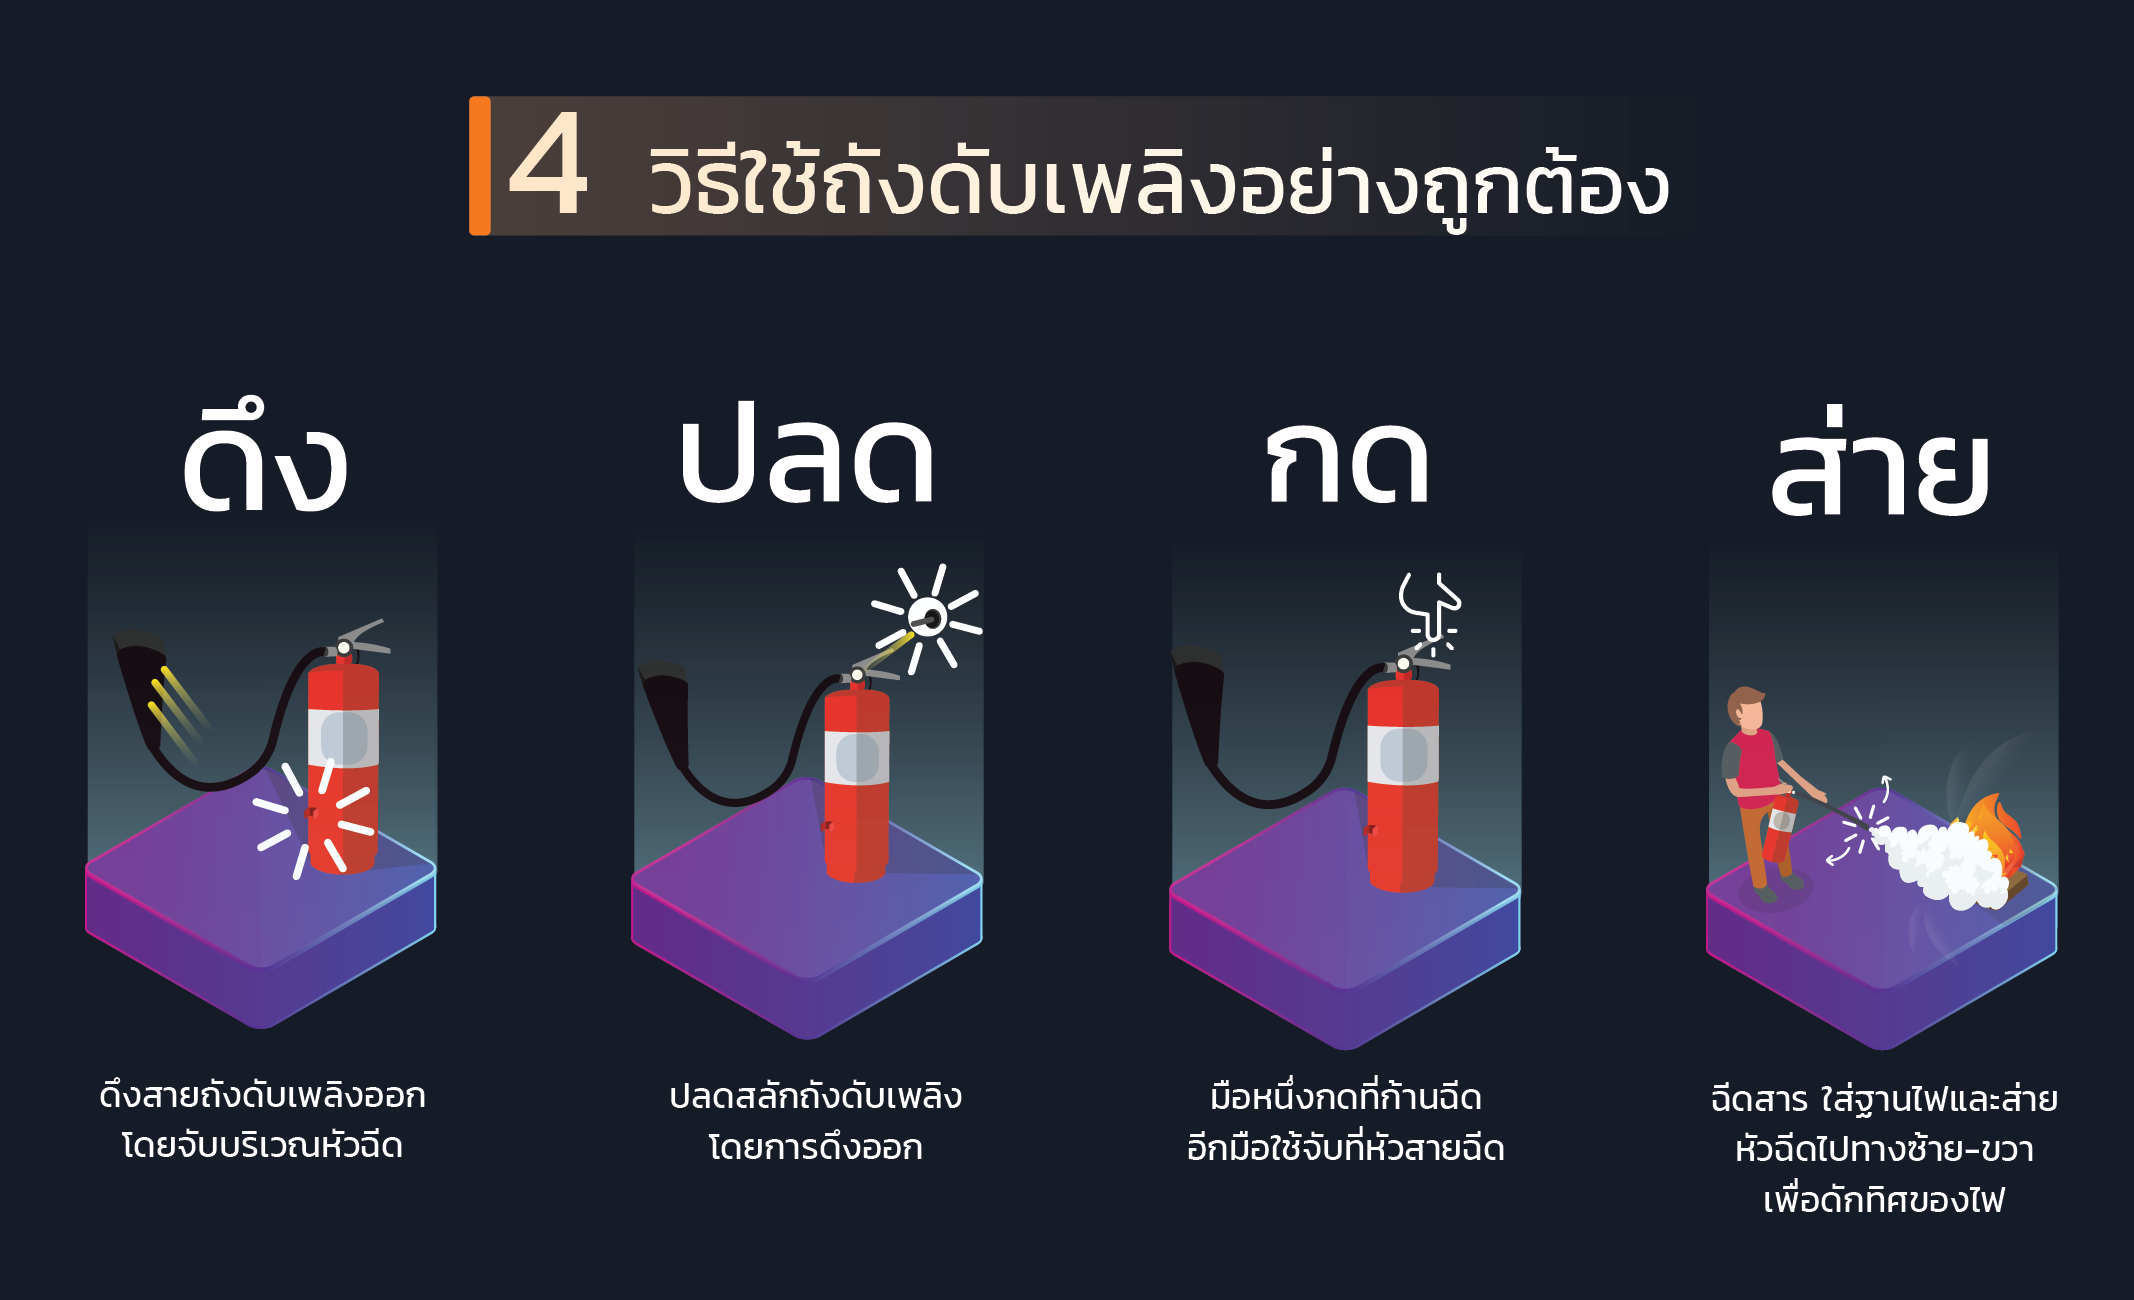 4 วิธีใช้ถังดับเพลิงอย่างถูกต้อง
ดึง
ดึงสายถังดับเพลิงออก
โดยจับบริเวณหัวฉีด
ปลด
ปลดสลักถังดับเพลิง
โดยการดึงออก
กด
มือหนึ่งกดที่ก้านฉีด
อีกมือใช้จับที่หัวสายฉีด
ส่าย
ฉีดสาร ใส่ฐานไฟและส่าย
หัวฉีดไปทางซ้าย-ขวา
เพื่อดักทิศของไฟ